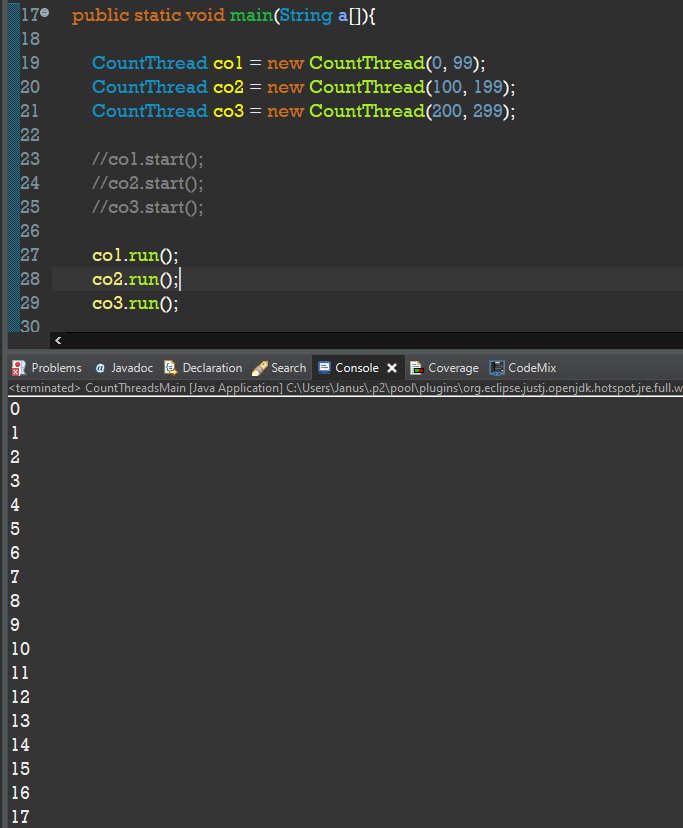 17 public static void main(String a[]){
18
19 CountThread co1 = new CountThread(0, 99);
20 CountThread co2 = new CountThread(100, 199);
21 CountThread co3 = new CountThread(200, 299);
22
23 //co1.start();
24 //co2.start();
25 //co3.start();
26
27 co1.run();
28 co2.run();
29 co3.run();
30
Problems @ Javadoc Declaration Search Console Coverage CodeMix
<terminated> CountThreadsMain [Java Application] C:\Users\Janus\.p2\pool\plugins\org.eclipse.justj.openjdk.hotspot.jre.full.w
0
1
2
3
4
5
6
7
8
9
10
11
12
13
14
15
16
17